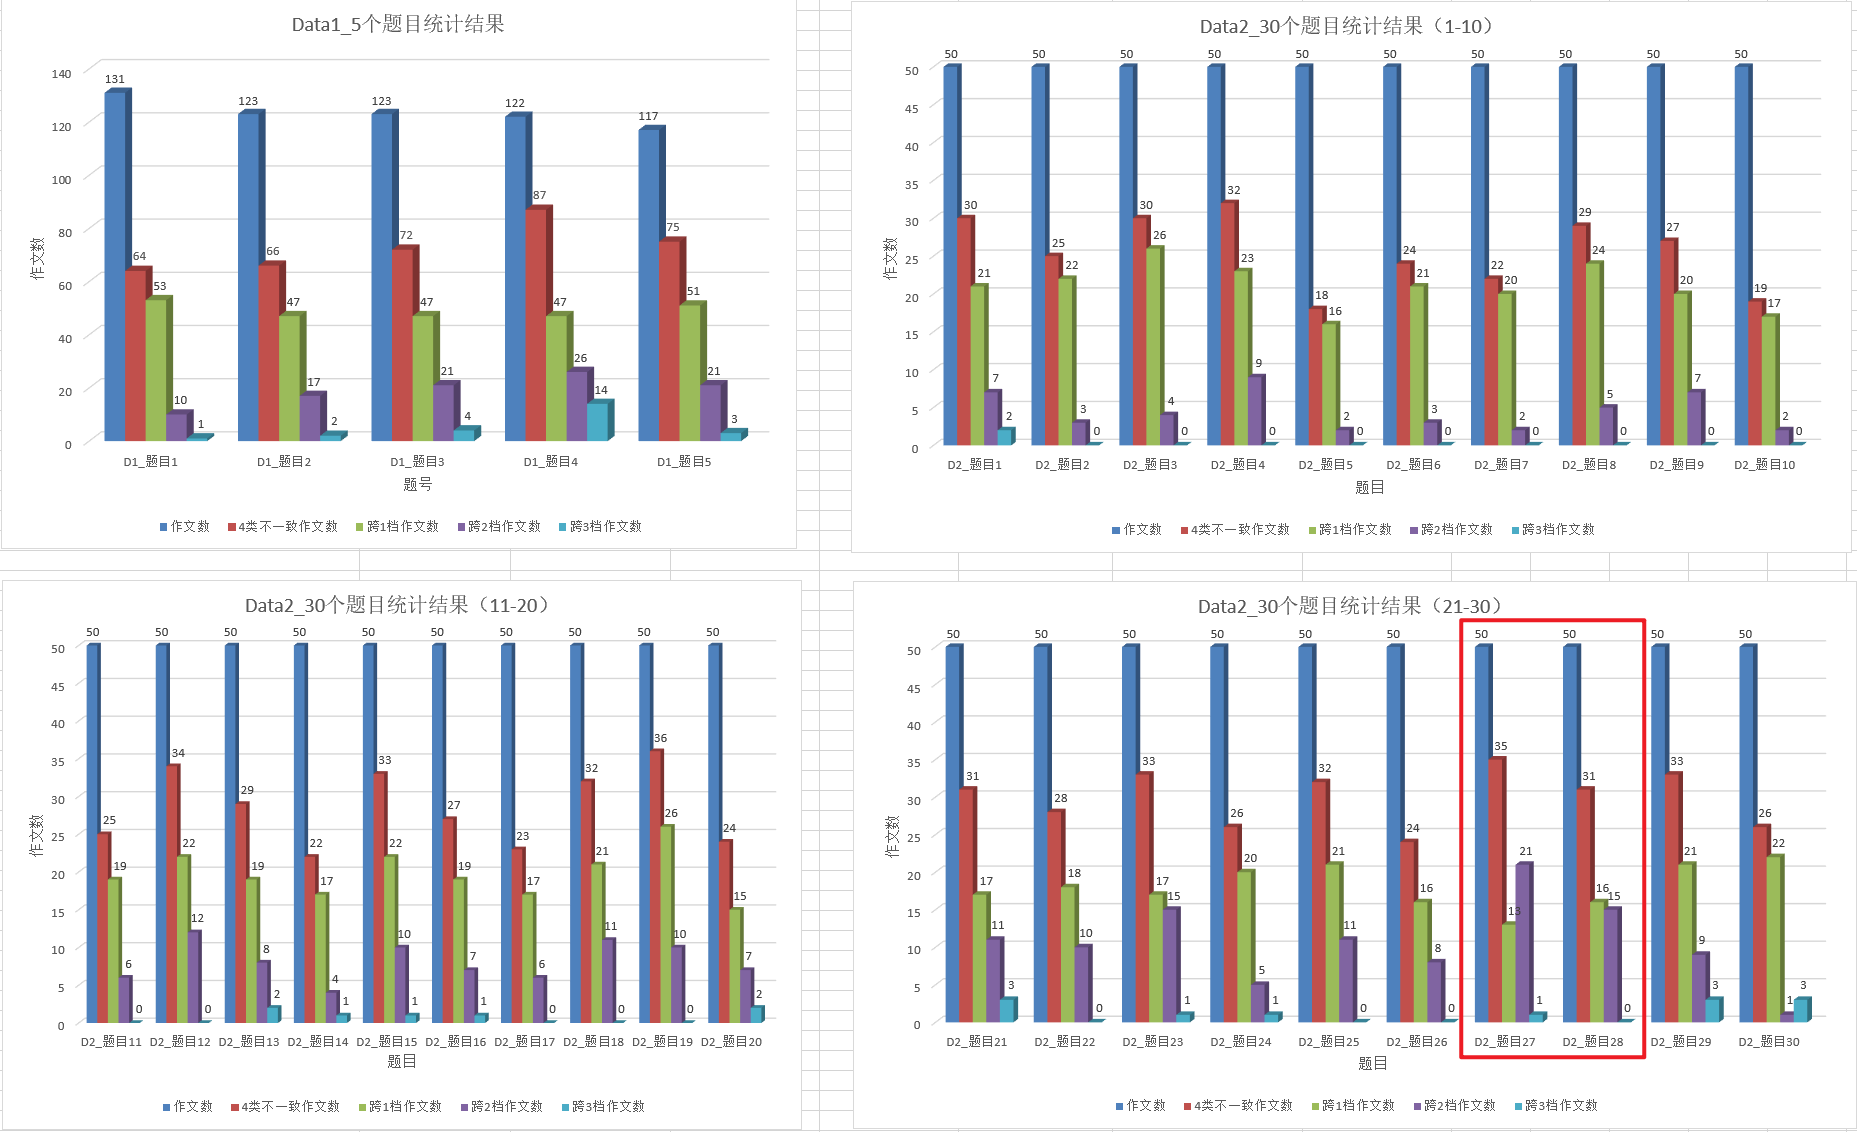 Data1_5个题目统计结果
140
120
100
80
60
40
20
0
作文数
131 64 53 10 1
123 66 47 17 2
123 72 47 21 4
122 87 47 26 14
117 75 51 21 3
D1_题目1 D1_题目2 D1_题目3 D1_题目4 D1_题目5
题号
作文数 4类不一致作文数 跨1档作文数 跨2档作文数 跨3档作文数
Data2_30个题目统计结果（1-10）
50
45
40
35
30
25
20
15
10
5
0
作文数
50 30 21 7 2
50 25 22 3 0
50 30 26 4 0
50 32 23 9 0
50 18 16 2 0
50 24 21 3 0
50 22 20 2 0
50 29 24 5 0
50 27 20 7 0
50 19 17 2 0
D2_题目1 D2_题目2 D2_题目3 D2_题目4 D2_题目5 D2_题目6 D2_题目7 D2_题目8 D2_题目9 D2_题目10
题目
作文数 4类不一致作文数 跨1档作文数 跨2档作文数 跨3档作文数
Data2_30个题目统计结果（11-20）
50
45
40
35
30
25
20
15
10
5
0
作文数
50 25 19 6 0
50 34 22 12 0
50 29 19 8 2
50 22 17 4 1
50 33 22 10 1
50 27 19 7 1
50 23 17 6 0
50 32 21 11 0
50 36 26 10 0
50 24 15 7 2
D2_题目11 D2_题目12 D2_题目13 D2_题目14 D2_题目15 D2_题目16 D2_题目17 D2_题目18 D2_题目19 D2_题目20
题目
作文数 4类不一致作文数 跨1档作文数 跨2档作文数 跨3档作文数
Data2_30个题目统计结果（21-30）
50
45
40
35
30
25
20
15
10
5
0
作文数
50 31 17 11 3
50 28 18 10 0
50 33 17 15 1
50 26 20 5 1
50 32 21 11 0
50 24 16 8 0
50 35 13 21 1
50 31 16 15 0
50 33 21 9 3
50 26 22 1 3
D2_题目21 D2_题目22 D2_题目23 D2_题目24 D2_题目25 D2_题目26 D2_题目27 D2_题目28 D2_题目29 D2_题目30
题目
作文数 4类不一致作文数 跨1档作文数 跨2档作文数 跨3档作文数